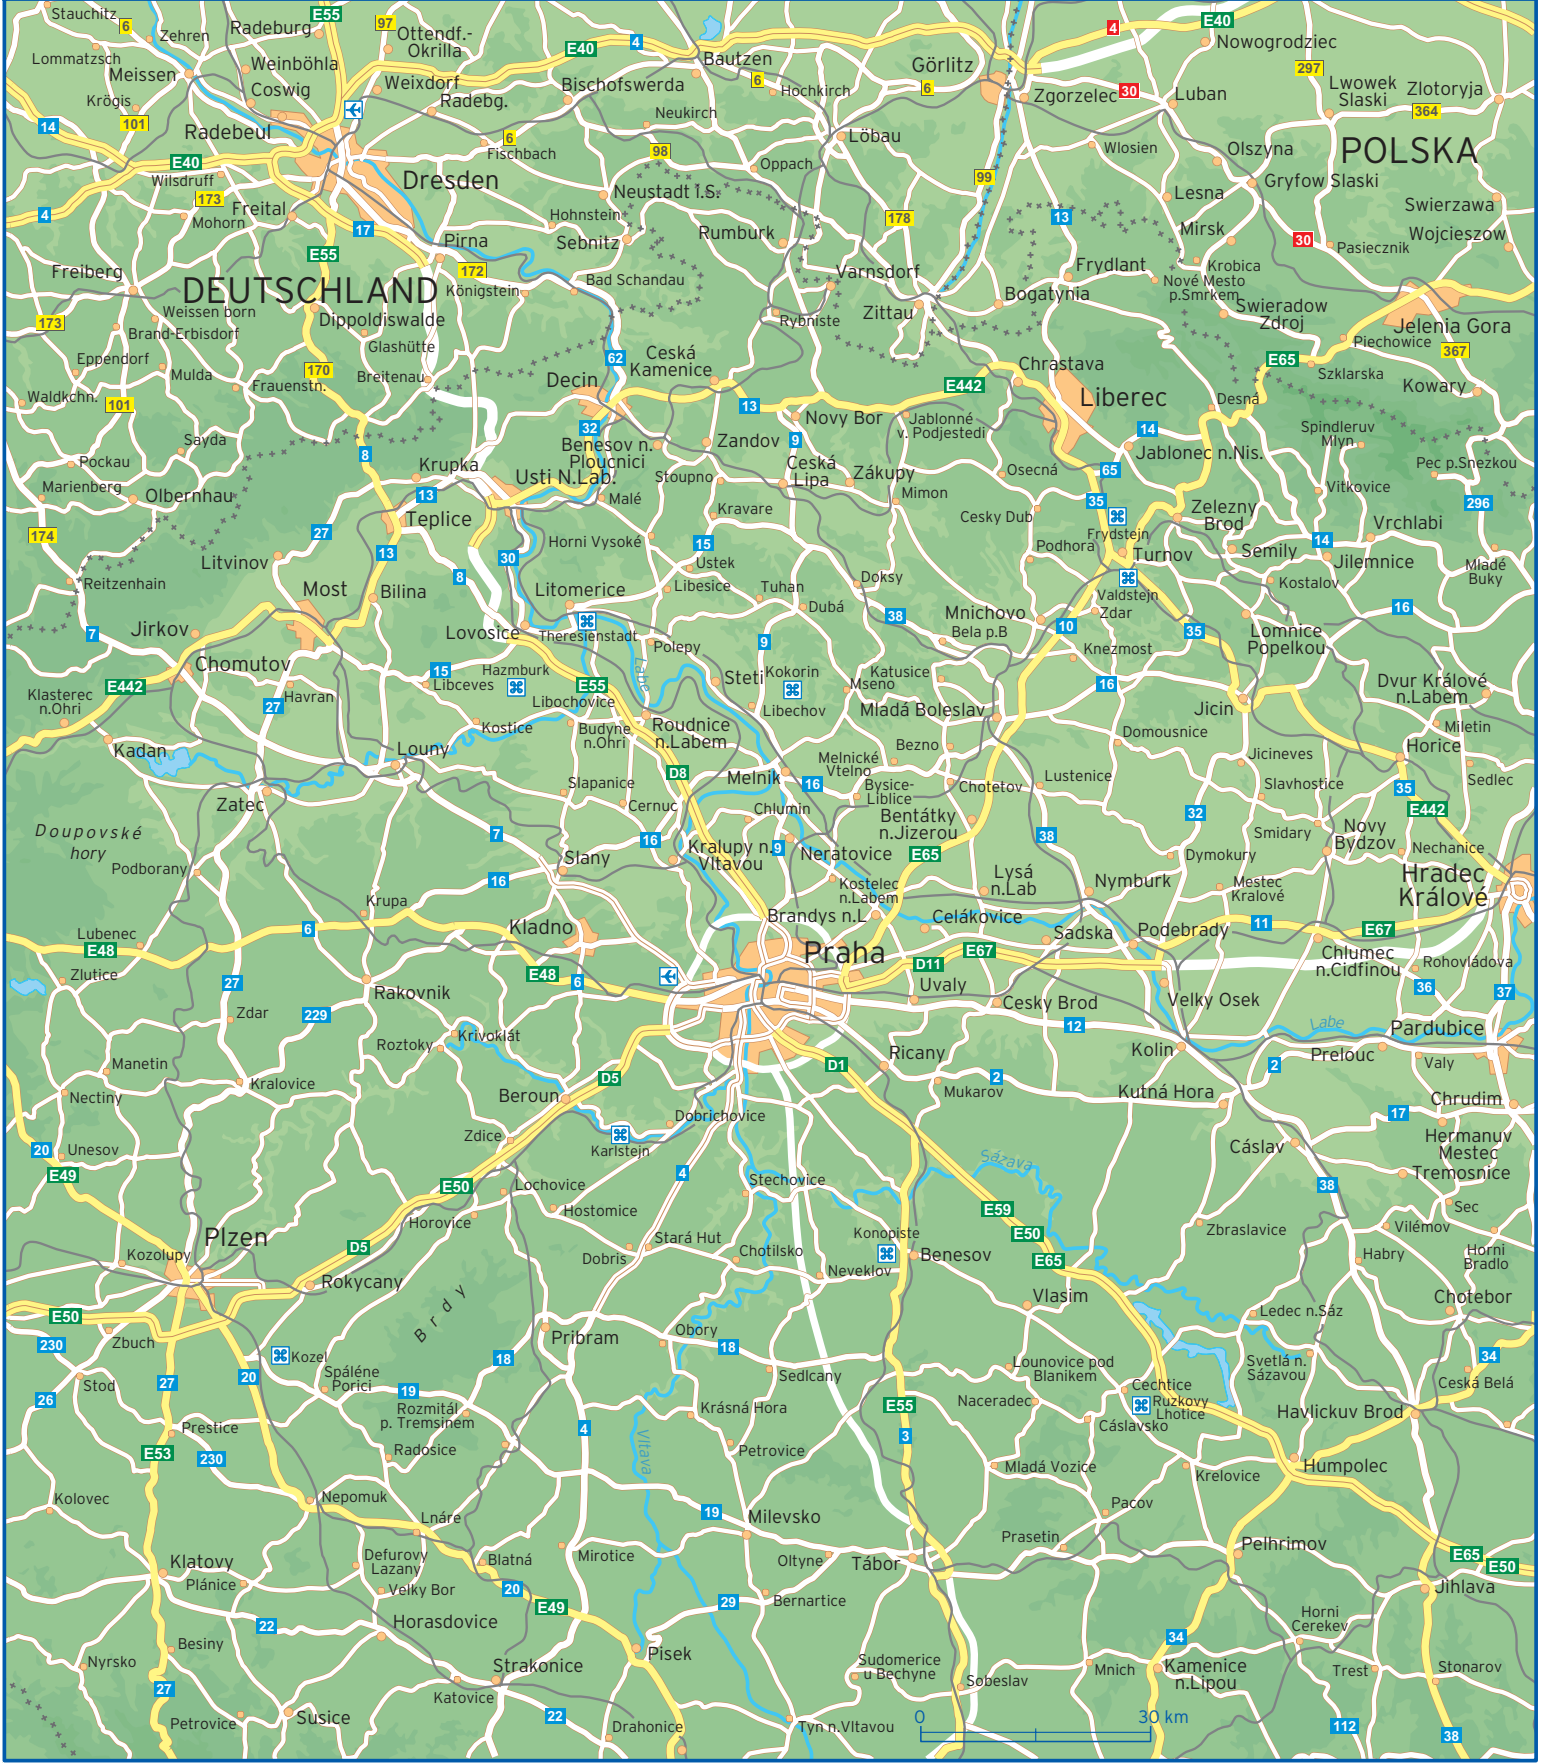 Stauchitz
6
Zehren
Radeburg
E55
97
Ottendf.-
Okrilla
E40
4
Bautzen
4
E40
Nowogrodziec
Lommatzsch
Meissen
Weinböhla
Coswig
Weixdorf
Radebg.
Bischofswerda
6
Hochkirch
Görlitz
6
Zgorzelec
30
Luban
297
Lwowek
Slaski
Zlotoryja
364
Krögis
101
14
Radebeul
Neukirch
Löbau
6
Fischbach
98
Oppach
Wlosien
Olszyna
POLSKA
E40
Wilsdruff
173
Dresden
Neustadt i.S.
99
Gryfow Slaski
Lesna
4
Mohorn
Freital
17
Hohnstein
Sebnitz
Rumburk
178
13
Mirsk
Swierzawa
30
Pasiecznik
Wojcieszow
E55
Pirna
172
Freiberg
DEUTSCHLAND
Königstein
Bad Schandau
Varnsdorf
Frydlant
Krobica
Nové Mesto
p.Smrkem
Weissen born
Dippoldiswalde
Zittau
Bogatynia
Swieradow
Zdroj
Jelenia Gora
173
Brand-Erbisdorf
Rybniste
Piechowice
367
Eppendorf
Glashütte
62
Ceská
Kamenice
Chrastava
E65
Szklarska
Mulda
170
Breitenau
Decin
E442
Kowary
Waldkchn.
101
Frauenstn.
Liberec
Desná
13
Novy Bor
Jablonné
v. Podjestedi
32
14
Spindleruv
Mlyn
Sayda
8
Benesov n.
Ploucnici
Zandov
9
Jablonec n.Nis.
Pockau
Krupka
Usti N.Lab.
Stoupno
Ceská
Lipa
Zákupy
Osecná
65
Pec p.Snezkou
Marienberg
Olbernhau
13
Malé
Mimon
35
Vitkovice
296
Teplice
Kravare
Cesky Dub
Frydstejn
Zelezny
Brod
Vrchlabi
174
27
13
Horni Vysoké
15
Podhora
Turnov
Semily
14
Jilemnice
Litvinov
8
30
Ustek
Doksy
Mladé
Buky
Reitzenhain
Most
Bilina
Litomerice
Libesice
Tuhan
Dubá
Valdstejn
Zdar
Kostalov
16
7
Jirkov
Lovosice
Theresienstadt
Polepy
9
38
Mnichovo
Bela p.B
10
35
Lomnice
Popelkou
Chomutov
15
Hazmburk
Labe
Steti
Kokorin
Katusice
Knezmost
E442
Libceves
E55
Mseno
16
Dvur Králové
n.Labem
Klasterec
n.Ohri
27
Havran
Libochovice
Libechov
Mladá Boleslav
Jicin
Kostice
Budyne
n.Ohri
Roudnice
n.Labem
Domousnice
Miletin
Kadan
Louny
Melnické
Vtelno
Bezno
Jicineves
Horice
D8
Melnik
16
Bysice-
Liblice
Chotetov
Lustenice
Slavhostice
35
Sedlec
Zatec
Slapanice
Cernuc
Chlumin
Bentátky
n.Jizerou
32
E442
Doupovské
hory
7
16
9
38
Smidary
Novy
Bydzov
Podborany
Slany
Kralupy n.
Vltavou
Neratovice
E65
Dymokury
Nechanice
16
Kostelec
n.Labem
Lysá
n.Lab
Nymburk
Mestec
Kralové
Hradec
Králové
Krupa
Kladno
Brandys n.L
Celákovice
Lubenec
E48
6
Praha
Sadska
Podebrady
11
E67
Zlutice
E48
6
D11
E67
Chlumec
n.Cidfinou
Rohovládova
27
Rakovnik
Uvaly
Cesky Brod
Velky Osek
36
37
Zdar
229
12
Labe
Pardubice
Roztoky
Krivoklát
Ricany
Kolin
Prelouc
Manetin
D5
D1
2
2
Valy
Kralovice
Beroun
Mukarov
Kutná Hora
Nectiny
Dobrichovice
17
Chrudim
20
Unesov
Zdice
Karlstejn
Cáslav
Hermanuv
Mestec
E49
4
Sázava
Tremosnice
E50
Lochovice
Stechovice
38
Hostomice
E59
Sec
Plzen
Horovice
Konopiste
E50
Zbraslavice
Vilémov
Kozolupy
D5
Stará Hut
Dobris
Chotilsko
Benesov
E65
Habry
Horni
Bradlo
Rokycany
Neveklov
Brdy
Vlasim
Ledec n.Sáz
Chotebor
E50
Obory
230
Zbuch
Pribram
18
Kozel
18
Lounovice pod
Blanikem
Svetlá n.
Sázavou
34
Stod
27
20
Spáléne
Porici
19
Sedlcany
Cechtice
Ceská Belá
26
Rozmitál
p. Tremsinem
Krásná Hora
E55
Naceradec
Ruzkovy
Lhotice
Havlickuv Brod
Prestice
4
Cáslavsko
E53
230
Radosice
Vltava
Petrovice
3
Mladá Vozice
Krelovice
Humpolec
Kolovec
Nepomuk
Lnáre
19
Milevsko
Pacov
Klatovy
Defurovy
Lazany
Blatná
Mirotice
Oltyne
Tábor
Prasetin
Pelhrimov
E65
E50
Plánice
Velky Bor
20
E49
29
Bernartice
Jihlava
22
Horasdovice
Horni
Cerekev
Besiny
Pisek
34
Nyrsko
Strakonice
Sudomerice
u Bechyne
Mnich
Kamenice
n.Lipou
Trest
Stonarov
27
Katovice
Sobeslav
Petrovice
Susice
22
Drahonice
Tyn n.Vltavou
0
30 km
112
38